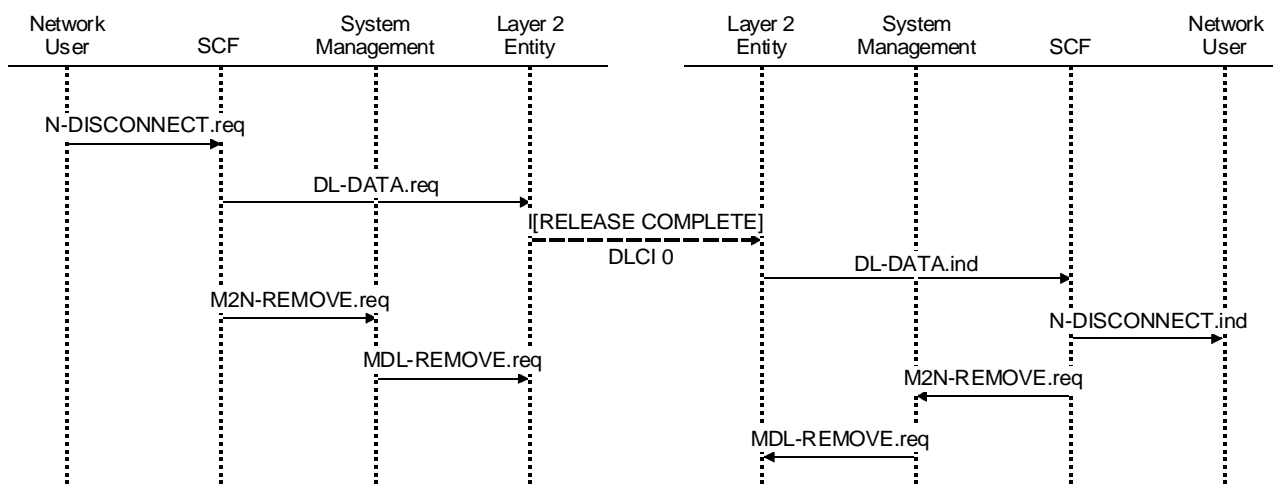 Network
User
SCF
System
Management
Layer 2
Entity
Layer 2
Entity
System
Management
SCF
Network
User
N-DISCONNECT.req
DL-DATA.req
I[RELEASE COMPLETE]
DLCI 0
DL-DATA.ind
M2N-REMOVE.req
N-DISCONNECT.ind
MDL-REMOVE.req
M2N-REMOVE.req
MDL-REMOVE.req